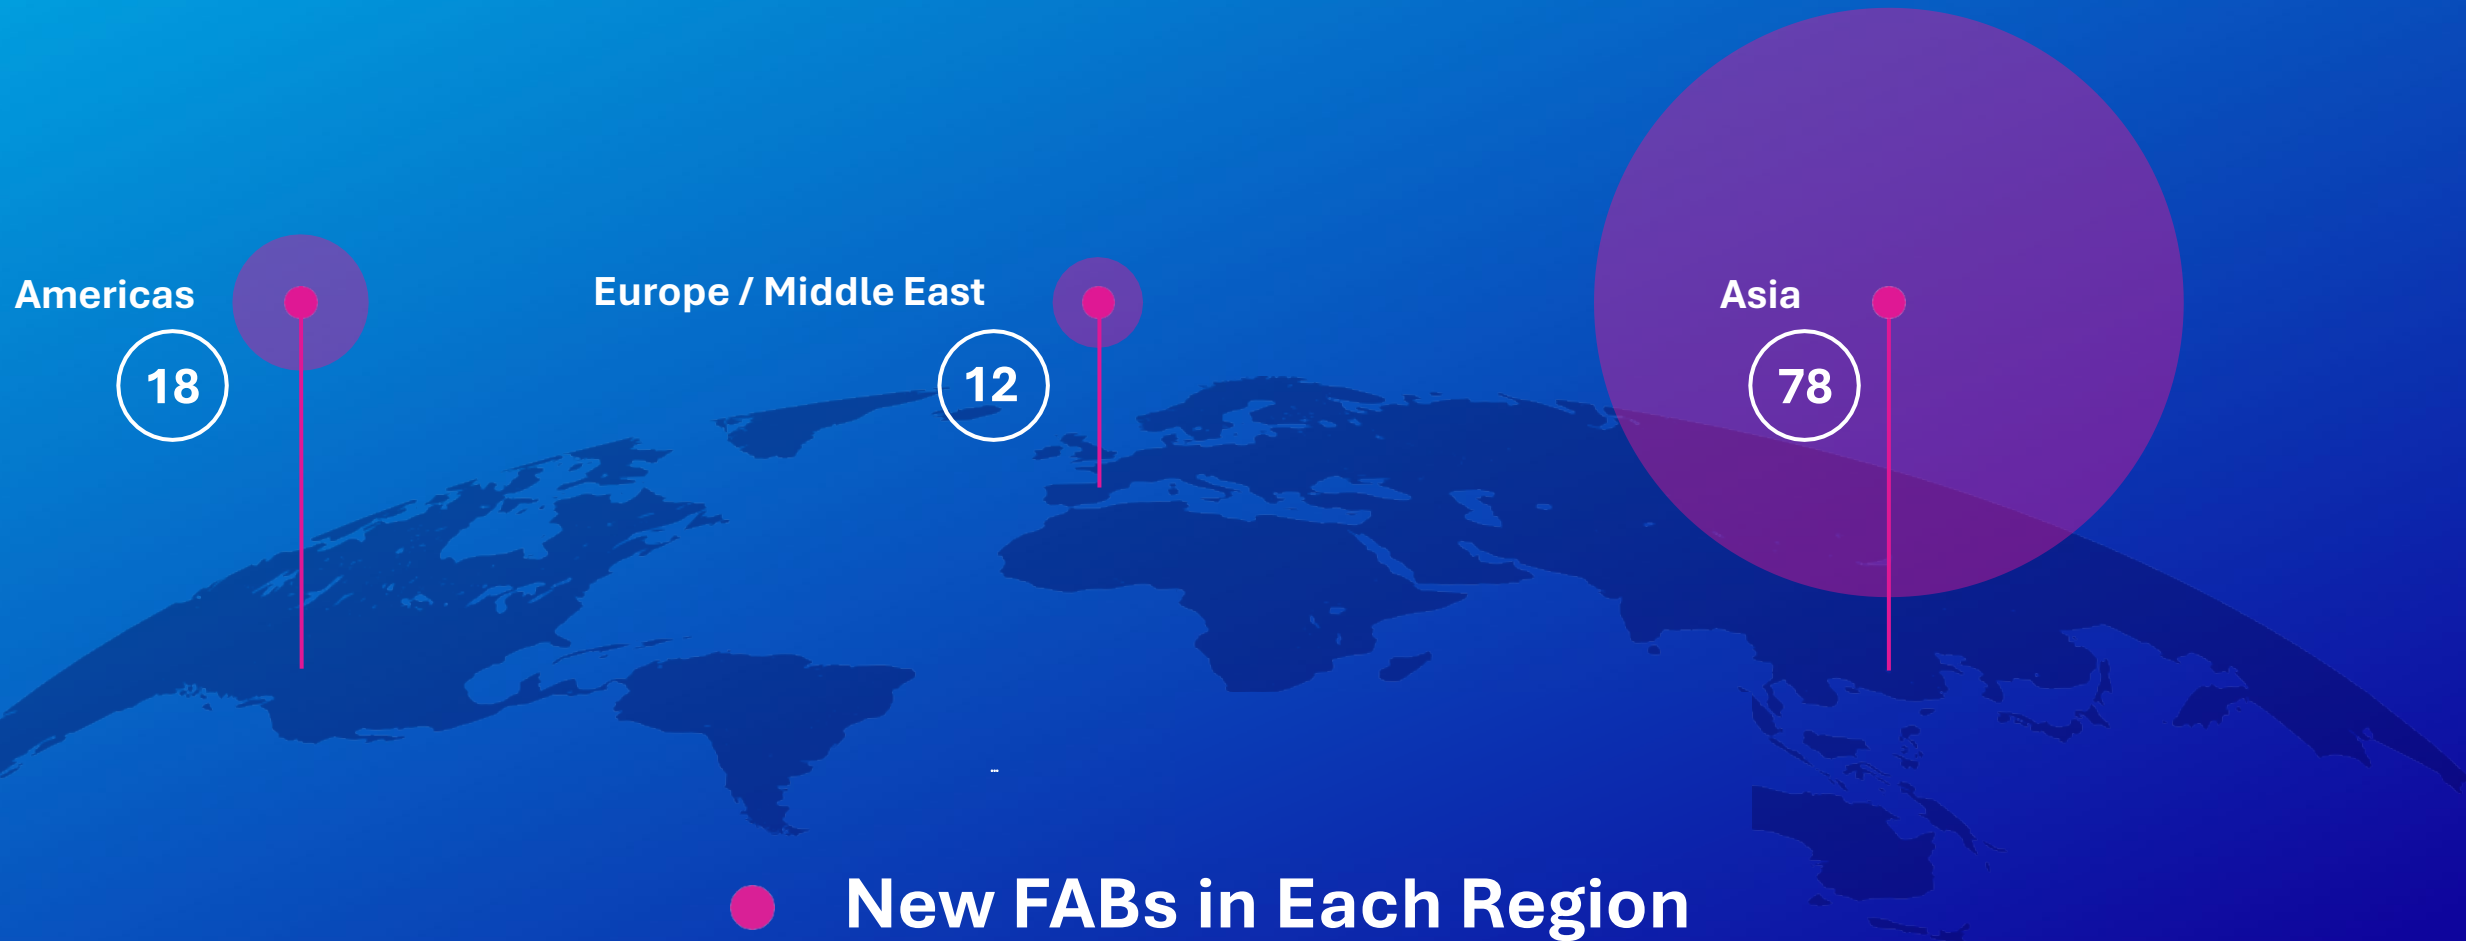 Americas
18
Europe / Middle East
12
Asia
78
...
New FABs in Each Region